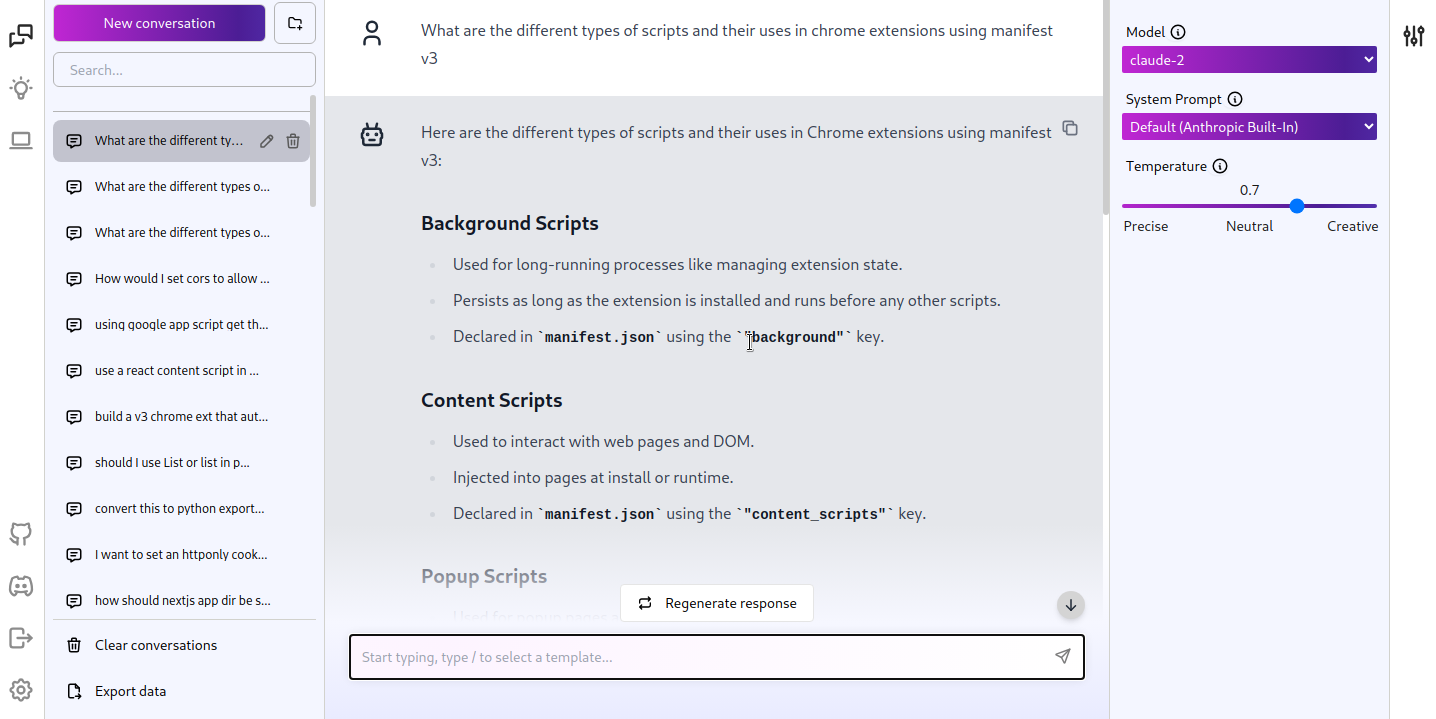 New conversation
Search...
What are the different ty...
What are the different types o...
What are the different types o...
How would I set cors to allow ...
using google app script get th...
use a react content script in ...
build a v3 chrome ext that aut...
should I use List or list in p...
convert this to python export...
I want to set an httponly cook...
how should nextjs app dir be s...
Clear conversations
Export data
What are the different types of scripts and their uses in chrome extensions using manifest
v3
Here are the different types of scripts and their uses in Chrome extensions using manifest
v3:
Background Scripts
Used for long-running processes like managing extension state.
Persists as long as the extension is installed and runs before any other scripts.
Declared in `manifest.json` using the `"background"` key.
Content Scripts
Used to interact with web pages and DOM.
Injected into pages at install or runtime.
Declared in `manifest.json` using the `"content_scripts"` key.
Popup Scripts
Used for popup pages a
Regenerate response
Start typing, type / to select a template...
Model
claude-2
System Prompt
Default (Anthropic Built-In)
Temperature
0.7
Precise Neutral Creative